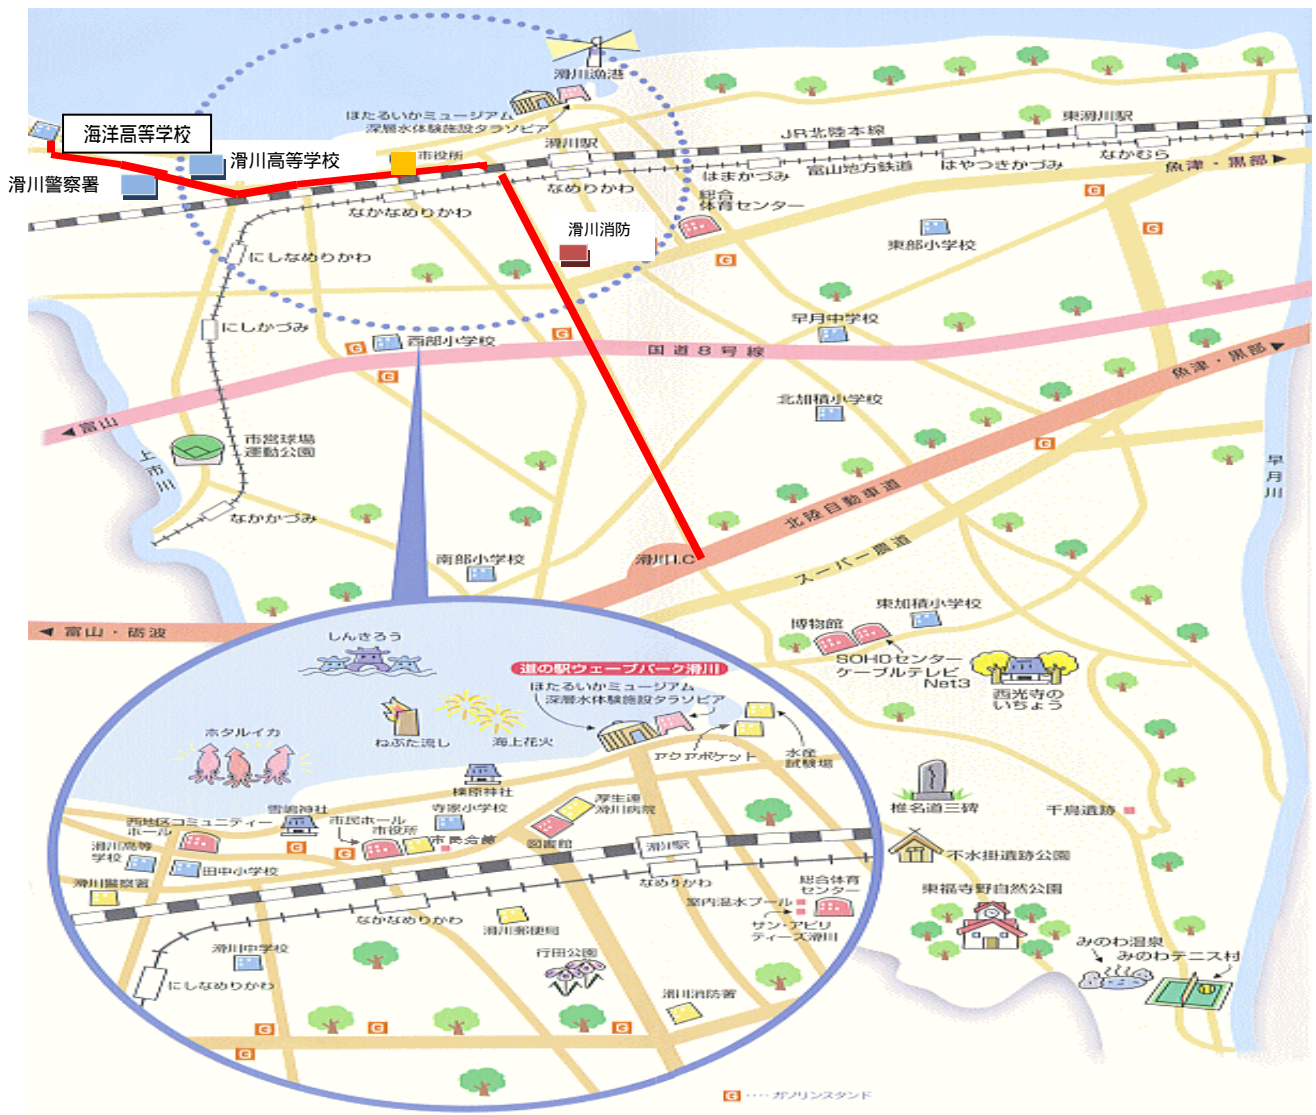 滑川漁港
ほたるいかミュージアム
深層水体験施設タラソピア
海洋高等学校
滑川高等学校
市役所
滑川駅
JR北陸本線
東滑川駅
滑川警察署
なめりかわ
はまかづみ
富山地方鉄道
はやつきかづみ
なかむら
魚津・黒部▶
なかなめりかわ
総合
体育センター
滑川消防
東部小学校
にしなめりかわ
にしかづみ
西部小学校
早月中学校
国道8号線
魚津・黒部▶
◀富山
北加積小学校
市営球場
運動公園
上市川
早月川
なかかづみ
北陸自動車道
南部小学校
滑川I.C
スーパー農道
◀富山・砺波
東加積小学校
博物館
SOHOセンター
ケーブルテレビ
Net3
西光寺の
いちょう
しんきろう
道の駅ウェーブパーク滑川
ほたるいかミュージアム
深層水体験施設タラソピア
ホタルイカ
ねぶた流し
海上花火
アクアポケット
水産
試験場
櫟原神社
椎名道三碑
千鳥遺跡
雪嶋神社
寺家小学校
厚生連
滑川病院
西地区コミュニティー
ホール
市民ホール
市役所
市民会館
図書館
滑川駅
滑川高等
学校
田中小学校
不水掛遺跡公園
滑川警察署
なめりかわ
総合体育
センター
室内温水プール
サン・アビリ
ティーズ滑川
東福寺野自然公園
なかなめりかわ
滑川郵便局
滑川中学校
行田公園
みのわ温泉
みのわテニス村
にしなめりかわ
滑川消防署
G‥‥ガソリンスタンド